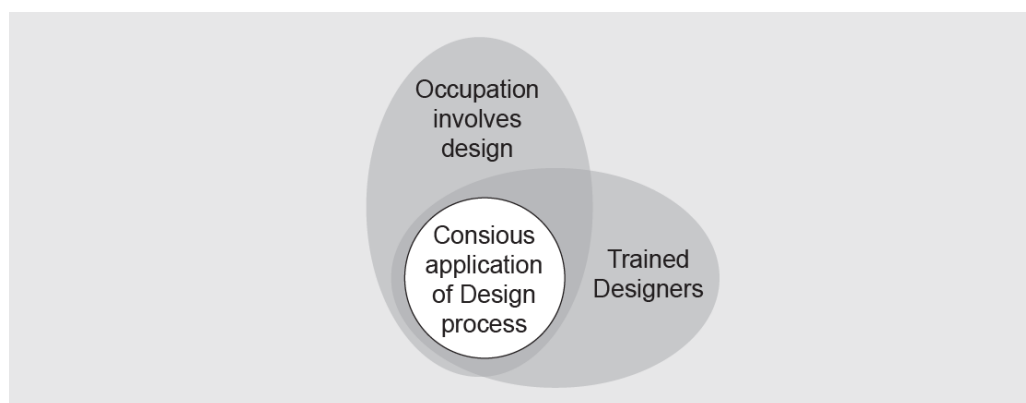 Occupation
involves
design
Consious
application
of Design
process
Trained
Designers